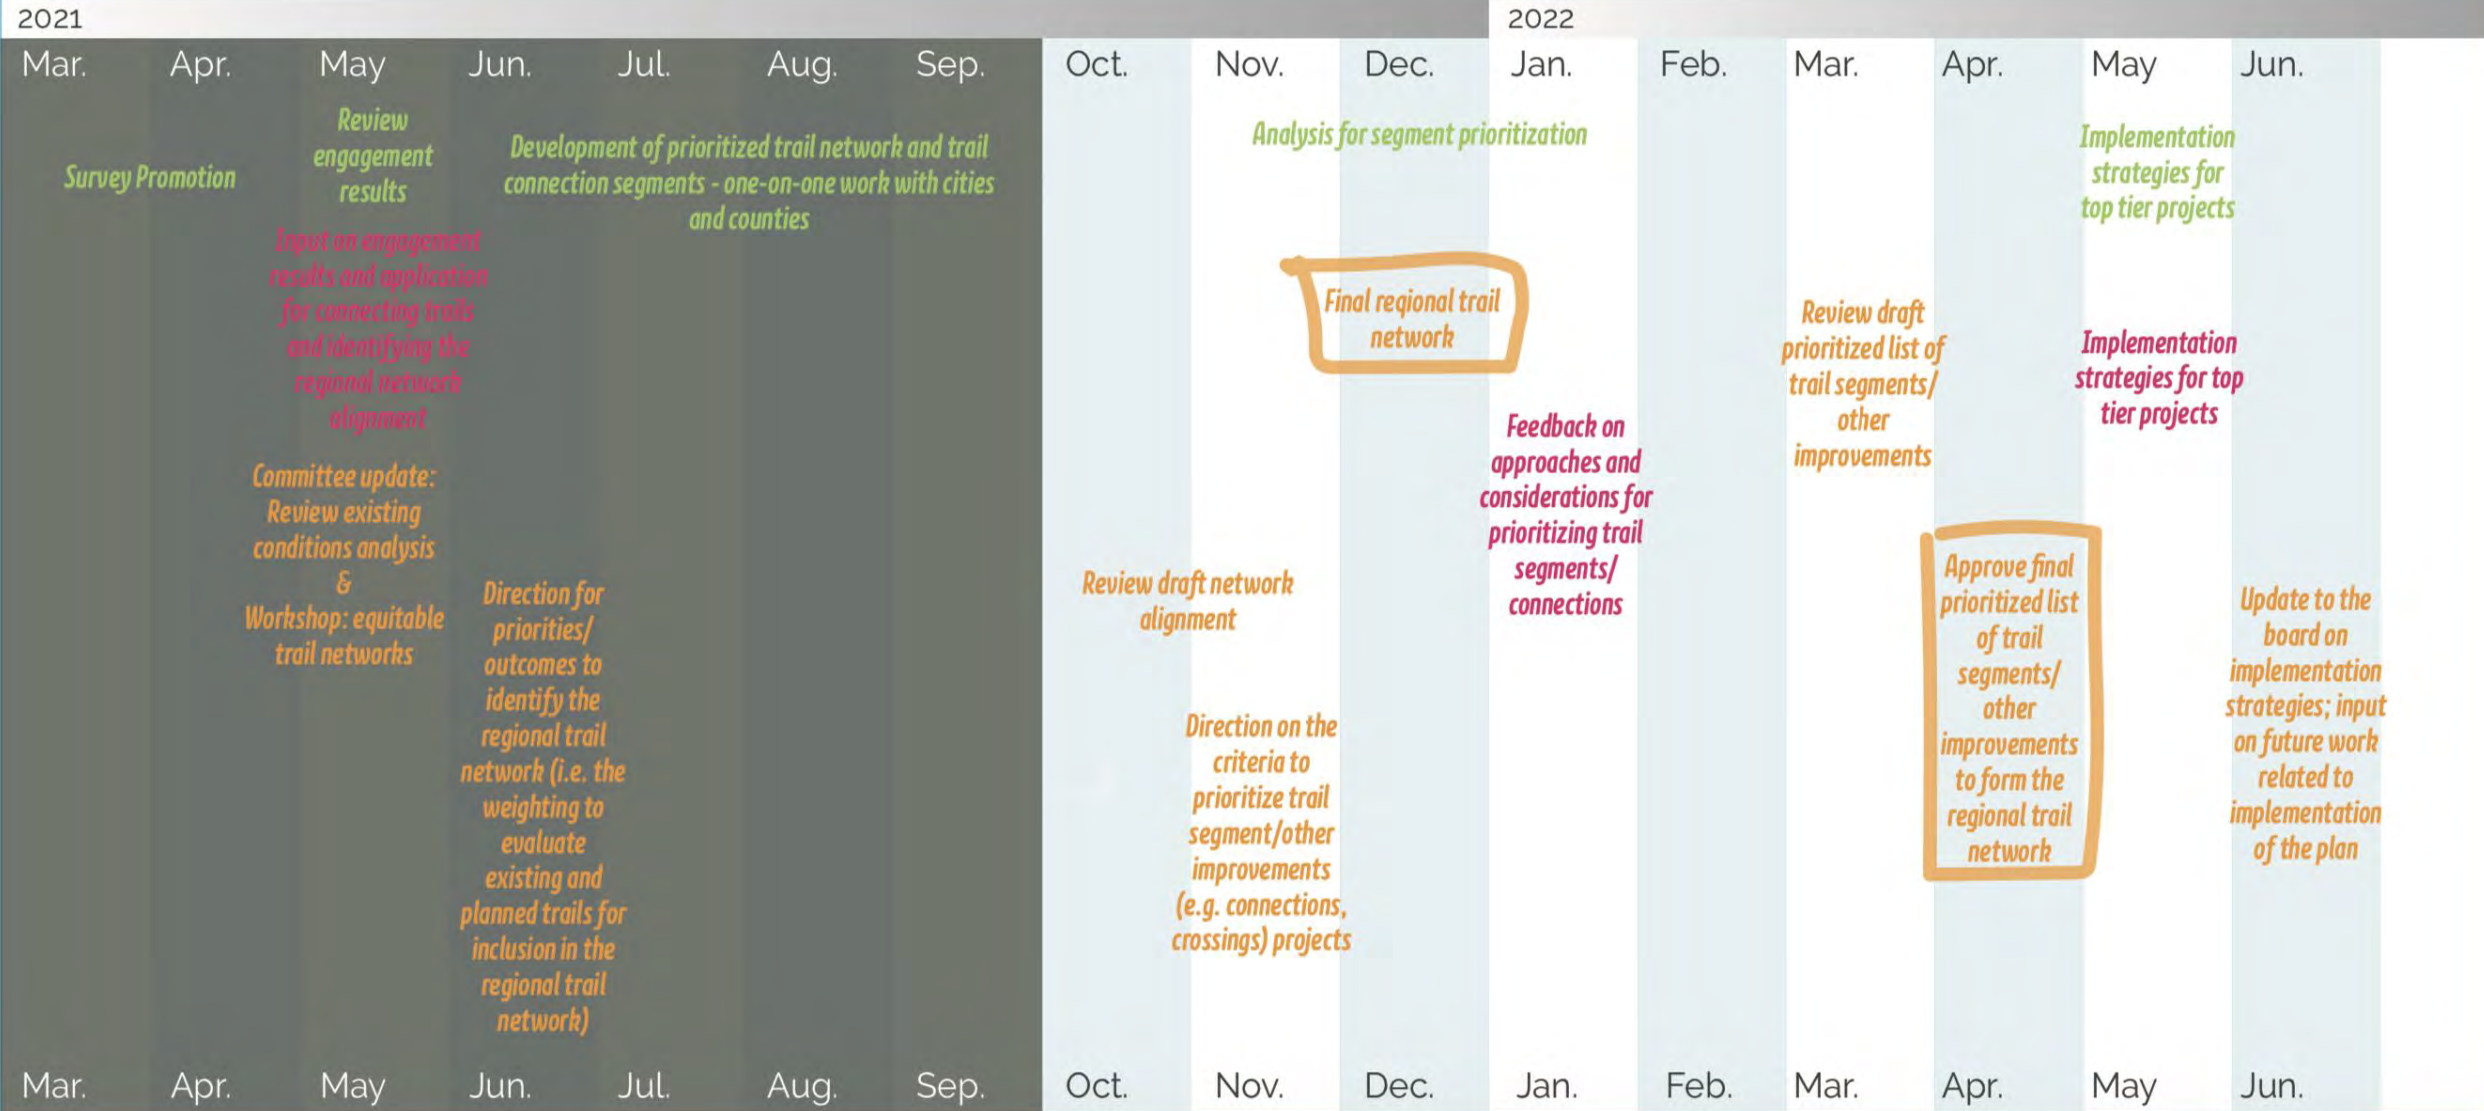 2021
2022
Mar.
Apr.
May
Jun.
Jul.
Aug.
Sep.
Oct.
Nov.
Dec.
Jan.
Feb.
Mar.
Apr.
May
Jun.
Survey Promotion
Review
engagement
results
Development of prioritized trail network and trail
connection segments - one-on-one work with cities
and counties
Analysis for segment prioritization
Implementation
strategies for
top tier projects
Input on engagement
results and application
for connecting trails
and identifying the
regional network
alignment
Final regional trail
network
Review draft
prioritized list of
trail segments/
other
improvements
Implementation
strategies for top
tier projects
Feedback on
approaches and
considerations for
prioritizing trail
segments/
connections
Committee update:
Review existing
conditions analysis
&
Workshop: equitable
trail networks
Direction for
priorities/
outcomes to
identify the
regional trail
network (i.e. the
weighting to
evaluate
existing and
planned trails for
inclusion in the
regional trail
network)
Review draft network
alignment
Direction on the
criteria to
prioritize trail
segment/other
improvements
(e.g. connections,
crossings) projects
Approve final
prioritized list
of trail
segments/
other
improvements
to form the
regional trail
network
Update to the
board on
implementation
strategies; input
on future work
related to
implementation
of the plan
Mar.
Apr.
May
Jun.
Jul.
Aug.
Sep.
Oct.
Nov.
Dec.
Jan.
Feb.
Mar.
Apr.
May
Jun.